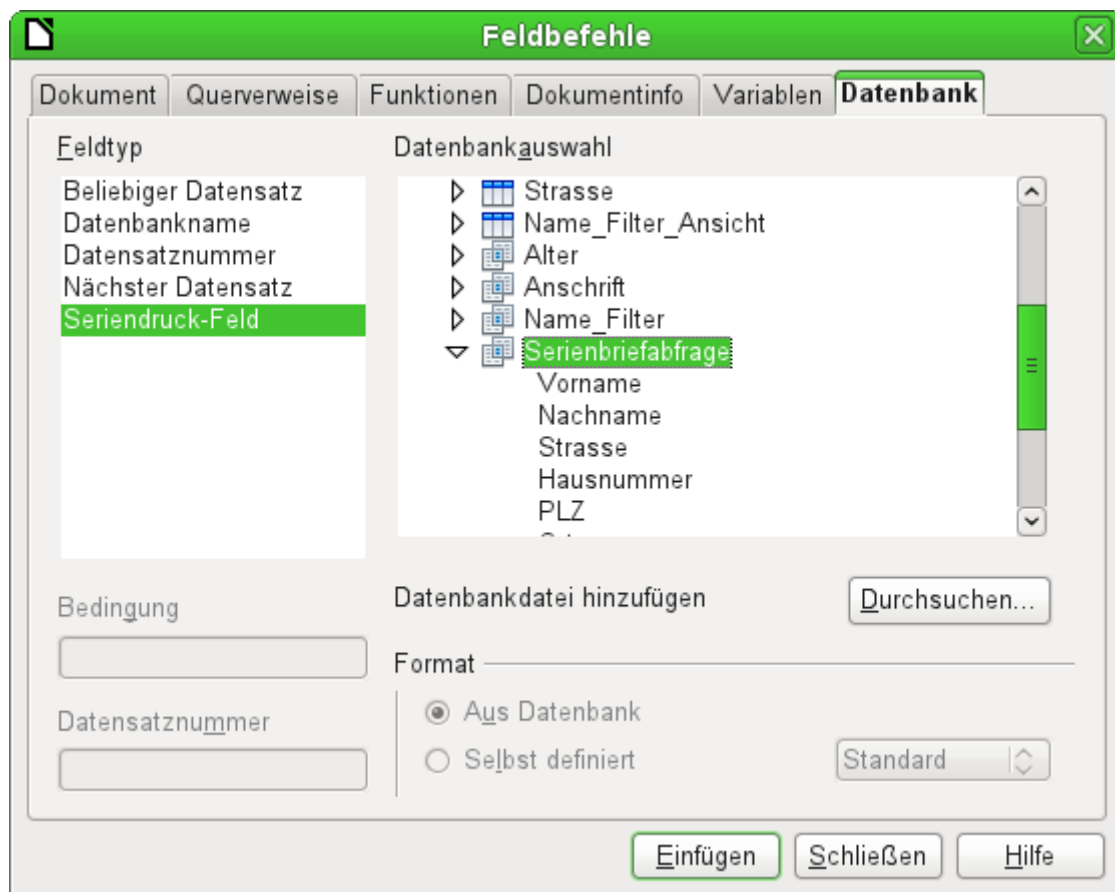 Feldbefehle
Dokument Querverweise Funktionen Dokumentinfo Variablen Datenbank
Feldtyp
Beliebiger Datensatz
Datenbankname
Datensatznummer
Nächster Datensatz
Seriendruck-Feld
Datenbankauswahl
Strasse
Name_Filter_Ansicht
Alter
Anschrift
Name_Filter
Serienbriefabfrage
Vorname
Nachname
Strasse
Hausnummer
PLZ
Bedingung
Datensatznummer
Datenbankdatei hinzufügen Durchsuchen...
Format
Aus Datenbank
Selbst definiert Standard
Einfügen Schließen Hilfe